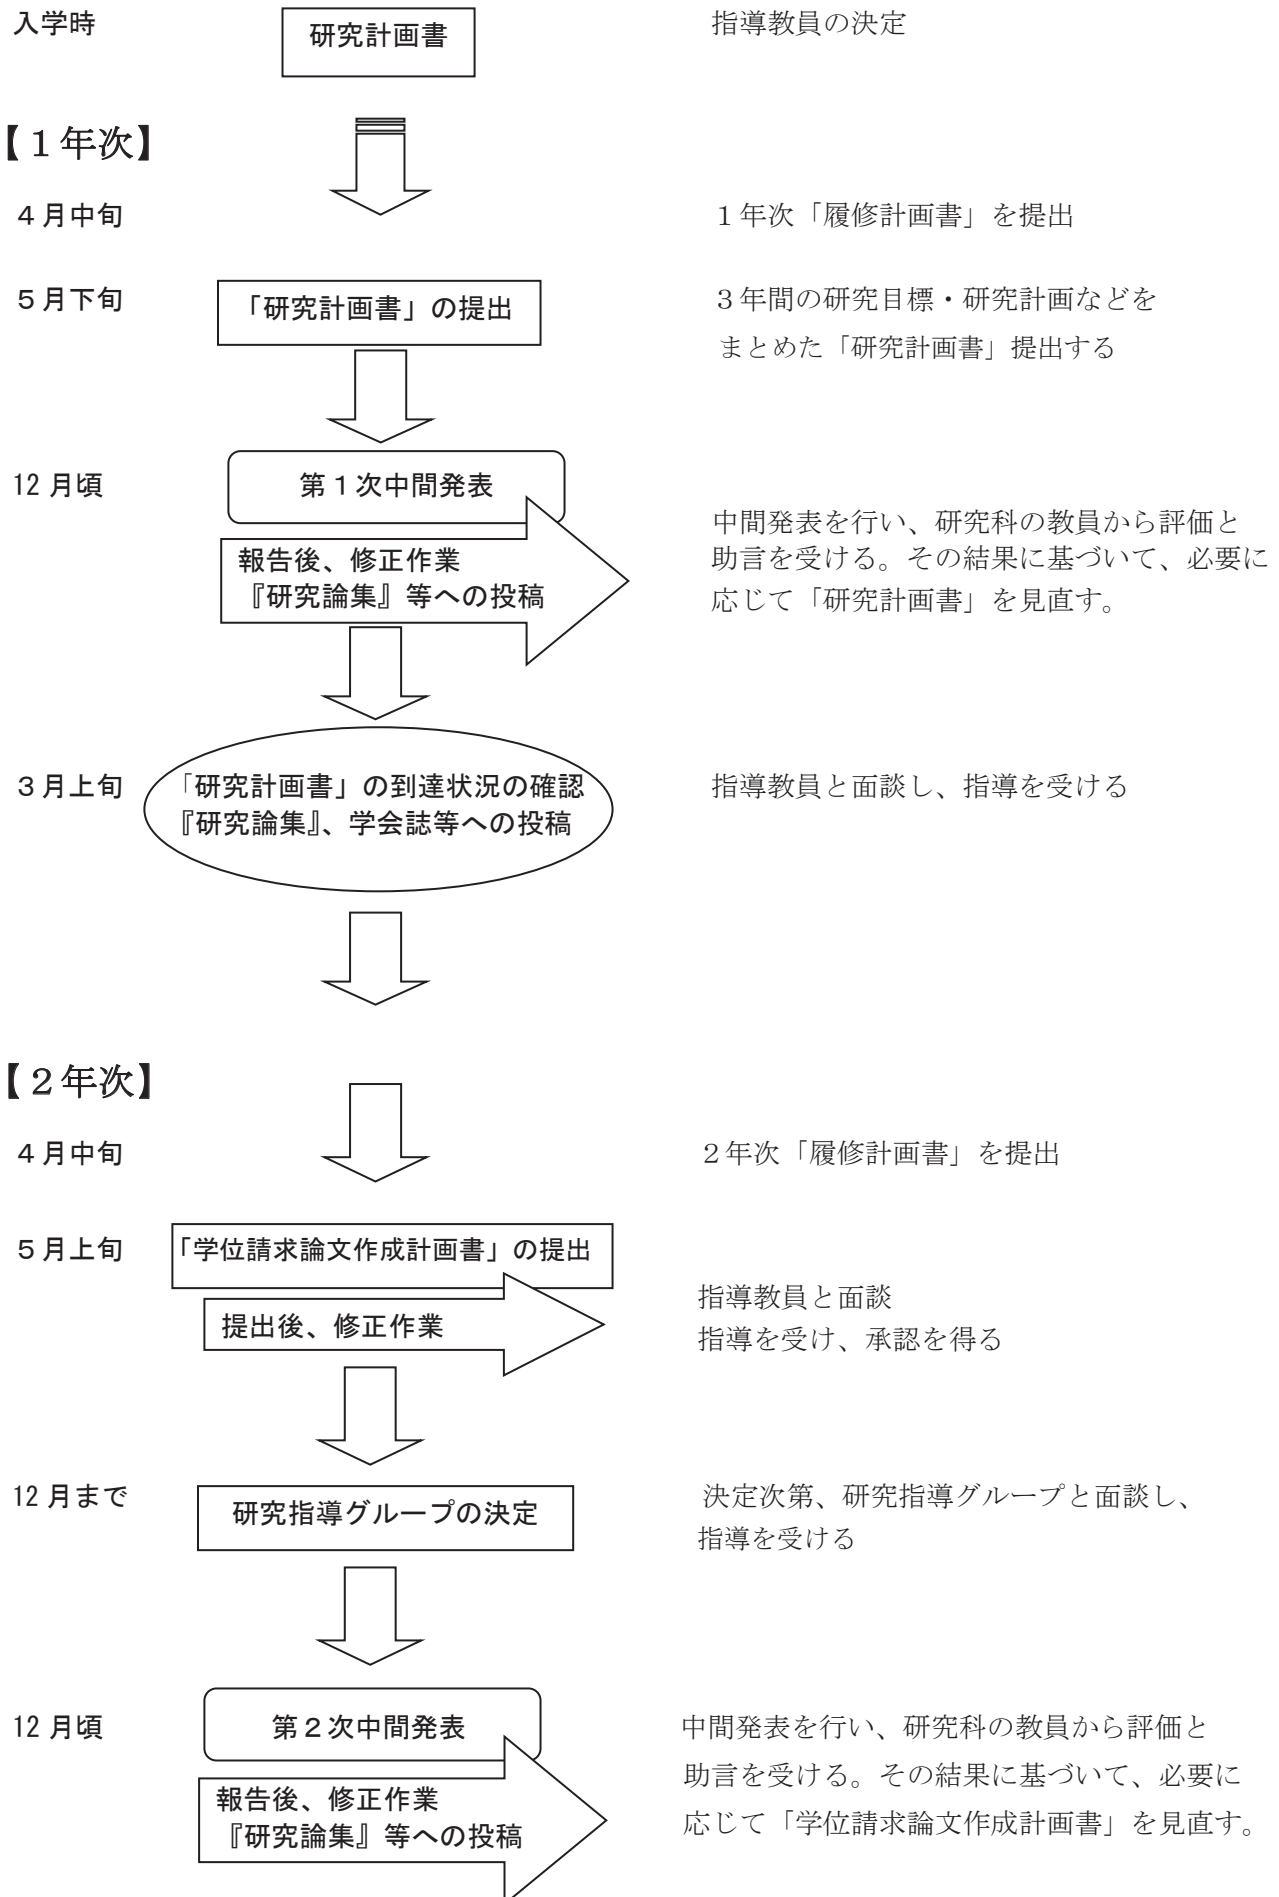 入学時
研究計画書
指導教員の決定
【１年次】
４月中旬
１年次「履修計画書」を提出
５月下旬
「研究計画書」の提出
３年間の研究目標・研究計画などを
まとめた「研究計画書」提出する
12 月頃
第１次中間発表
報告後、修正作業
『研究論集』等への投稿
中間発表を行い、研究科の教員から評価と
助言を受ける。その結果に基づいて、必要に
応じて「研究計画書」を見直す。
３月上旬
「研究計画書」の到達状況の確認
『研究論集』、学会誌等への投稿
指導教員と面談し、指導を受ける
【２年次】
４月中旬
２年次「履修計画書」を提出
５月上旬
「学位請求論文作成計画書」の提出
提出後、修正作業
指導教員と面談
指導を受け、承認を得る
12 月まで
研究指導グループの決定
決定次第、研究指導グループと面談し、
指導を受ける
12 月頃
第２次中間発表
報告後、修正作業
『研究論集』等への投稿
中間発表を行い、研究科の教員から評価と
助言を受ける。その結果に基づいて、必要に
応じて「学位請求論文作成計画書」を見直す。